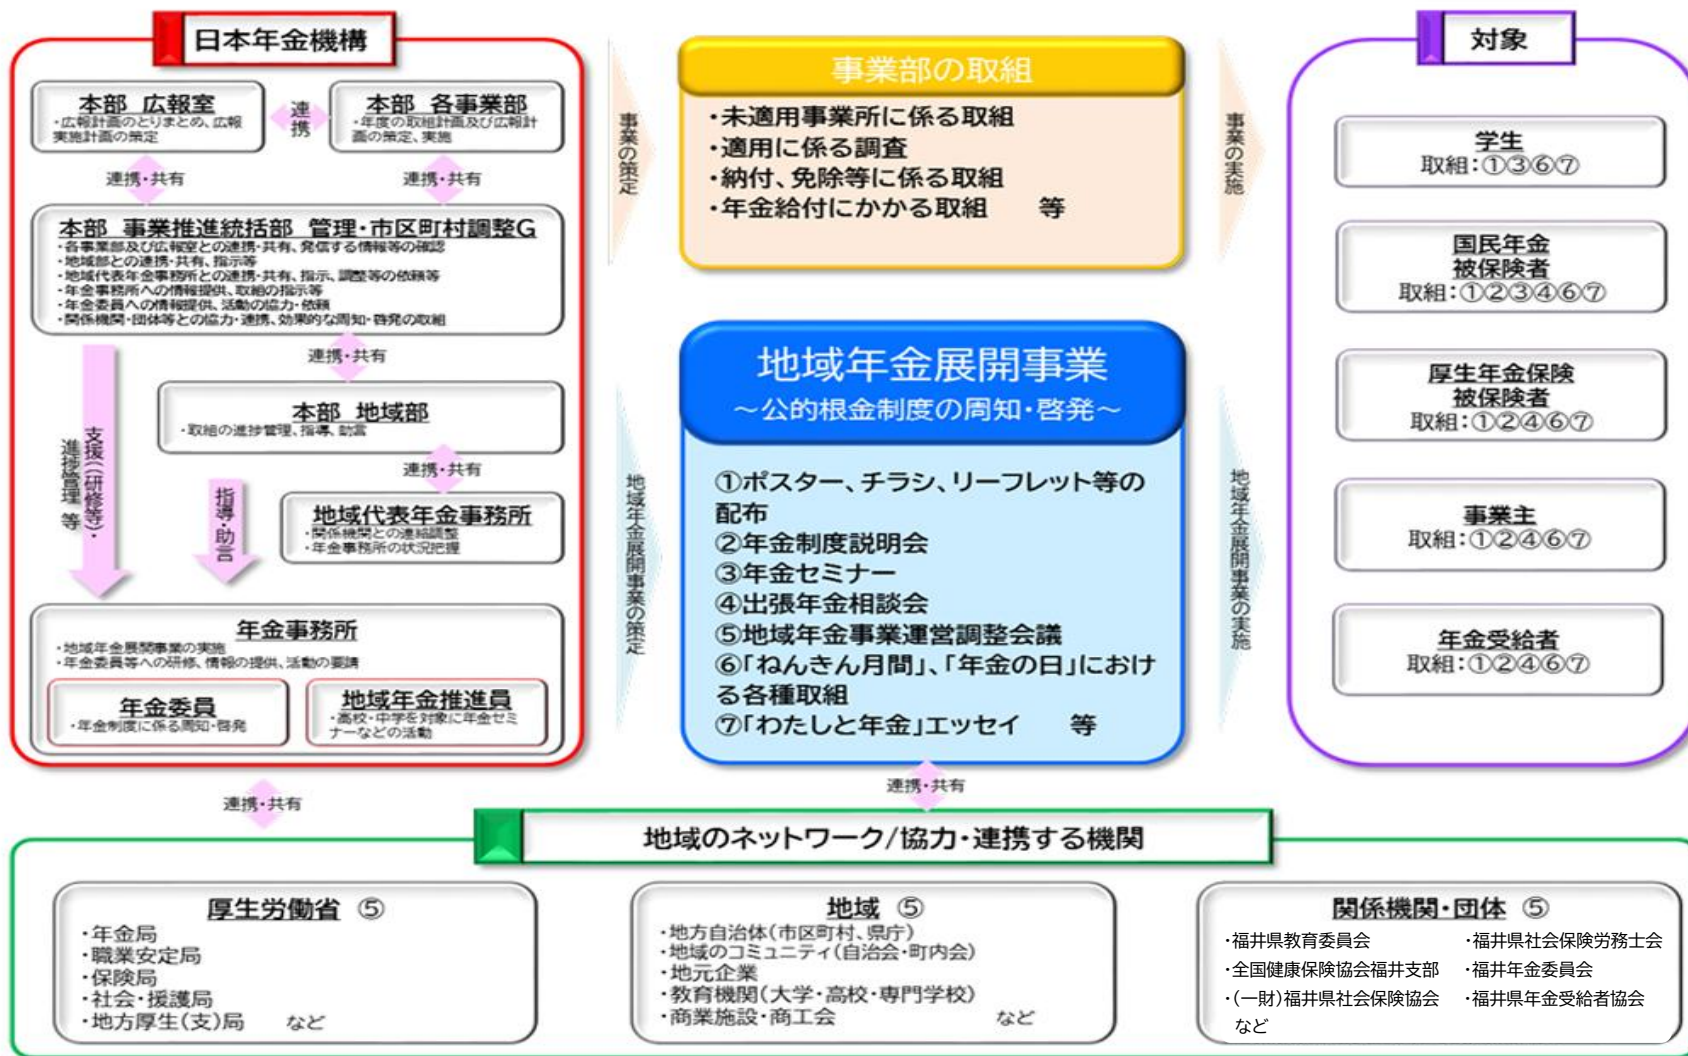 日本年金機構
本部 広報室
・広報計画のとりまとめ、広報
実施計画の策定
連携
本部 各事業部
・年度の取組計画及び広報計
画の策定、実施
連携・共有
連携・共有
本部 事業推進統括部 管理・市区町村調整G
・各事業部及び広報室との連携・共有、発信する情報等の確認
・地域部との連携・共有、指示等
・地域代表年金事務所との連携・共有、指示、調整等の依頼等
・年金事務所への情報提供、取組の指示等
・年金委員への情報提供、活動の協力・依頼
・関係機関・団体等との協力・連携、効果的な周知・啓発の取組
連携・共有
本部 地域部
・取組の進捗管理、指導、助言
連携・共有
支援((研修等)・
進捗管理 等
指導・助言
地域代表年金事務所
・関係機関との連絡調整
・年金事務所の状況把握
年金事務所
・地域年金展開事業の実施
・年金委員等への研修、情報の提供、活動の要請
年金委員
・年金制度に係る周知・啓発
地域年金推進員
・高校・中学を対象に年金セミ
ナーなどの活動
事業の策定
事業部の取組
・未適用事業所に係る取組
・適用に係る調査
・納付、免除等に係る取組
・年金給付にかかる取組 等
事業の実施
地域年金展開事業の策定
地域年金展開事業
～公的根金制度の周知・啓発～
①ポスター、チラシ、リーフレット等の
配布
②年金制度説明会
③年金セミナー
④出張年金相談会
⑤地域年金事業運営調整会議
⑥「ねんきん月間」、「年金の日」におけ
る各種取組
⑦「わたしと年金」エッセイ 等
地域年金展開事業の実施
対象
学生
取組:①③⑥⑦
国民年金
被保険者
取組:①②③④⑥⑦
厚生年金保険
被保険者
取組:①②④⑥⑦
事業主
取組:①②④⑥⑦
年金受給者
取組:①②④⑥⑦
連携・共有
連携・共有
地域のネットワーク/協力・連携する機関
厚生労働省 ⑤
・年金局
・職業安定局
・保険局
・社会・援護局
・地方厚生(支)局 など
地域 ⑤
・地方自治体(市区町村、県庁)
・地域のコミュニティ(自治会・町内会)
・地元企業
・教育機関(大学・高校・専門学校)
・商業施設・商工会 など
関係機関・団体 ⑤
・福井県教育委員会 ・福井県社会保険労務士会
・全国健康保険協会福井支部 ・福井年金委員会
・(一財)福井県社会保険協会 ・福井県年金受給者協会
など